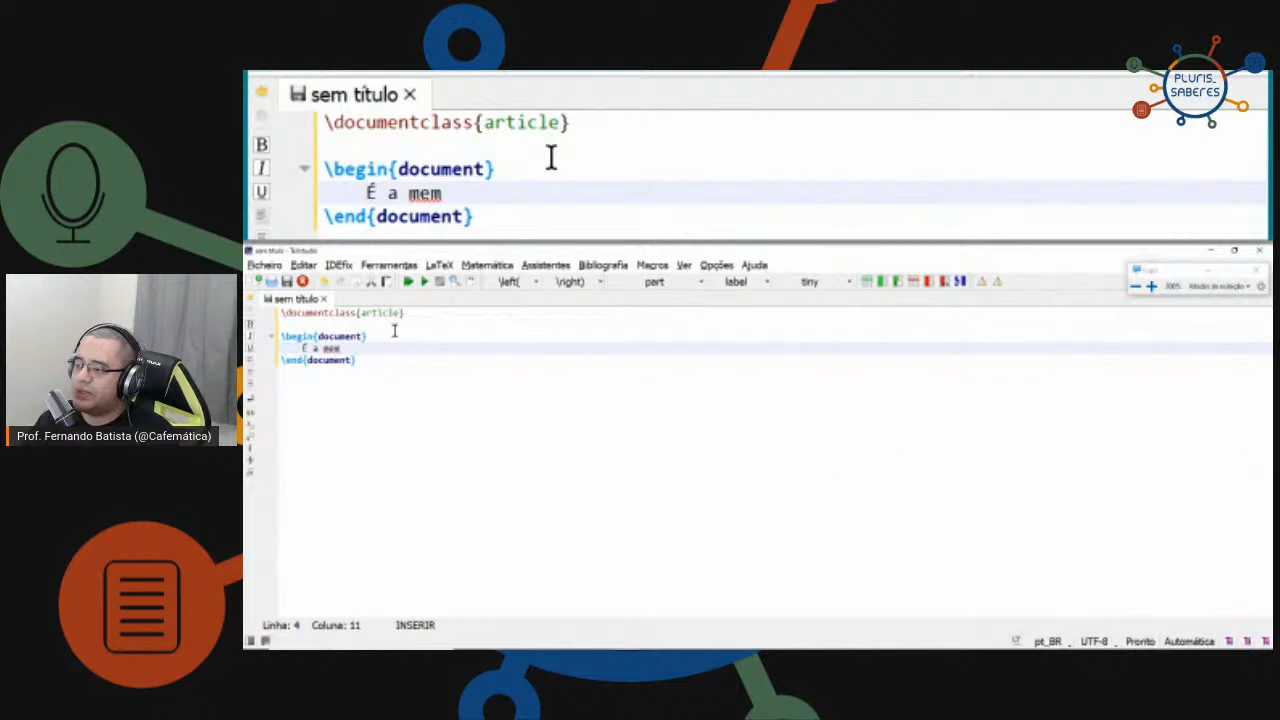 PLURIS_
SABERES
sem título
\documentclass{article}
\begin{document}
É a mem
\end{document}
Ficheiro Editar IDEfix Ferramentas LaTeX Matemática Assistentes Bibliografia Macros Ver Opções Ajuda
\left( \right) part label tiny
200%
sem título
\documentclass{article}
\begin{document}
É a mem
\end{document}
Prof. Fernando Batista (@Cafemática)
Linha: 4 Coluna: 11 INSERIR
pt_BR UTF-8 Pronto Automática